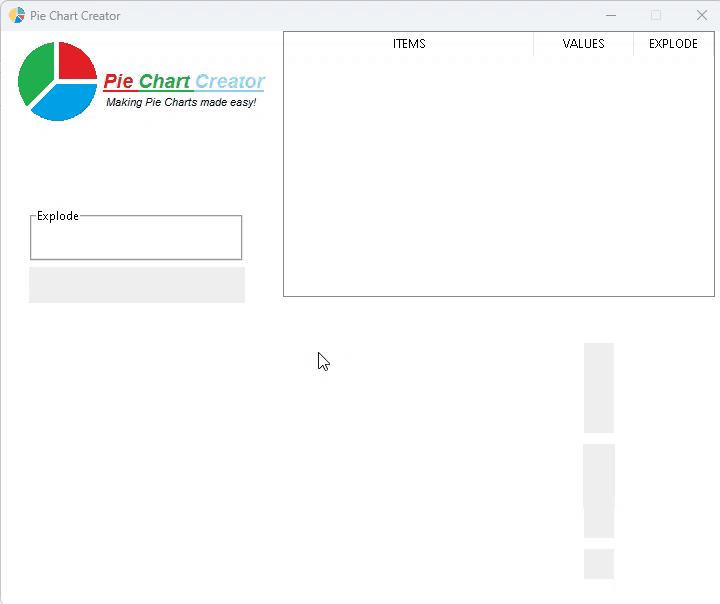 Pie Chart Creator
ITEMS VALUES EXPLODE
Pie Chart Creator
Making Pie Charts made easy!
Explode